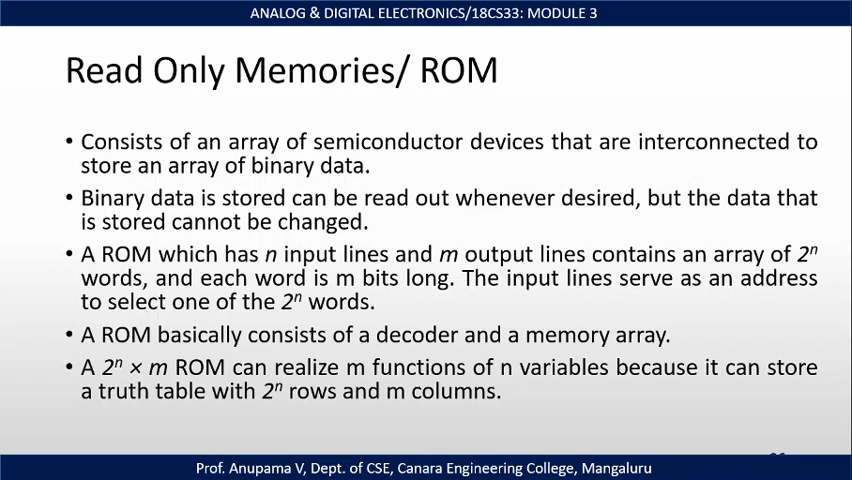 ANALOG & DIGITAL ELECTRONICS/18CS33: MODULE 3
Read Only Memories/ ROM
• Consists of an array of semiconductor devices that are interconnected to
store an array of binary data.
• Binary data is stored can be read out whenever desired, but the data that
is stored cannot be changed.
• A ROM which has n input lines and m output lines contains an array of 2ⁿ
words, and each word is m bits long. The input lines serve as an address
to select one of the 2ⁿ words.
• A ROM basically consists of a decoder and a memory array.
• A 2ⁿ × m ROM can realize m functions of n variables because it can store
a truth table with 2ⁿ rows and m columns.
Prof. Anupama V, Dept. of CSE, Canara Engineering College, Mangaluru